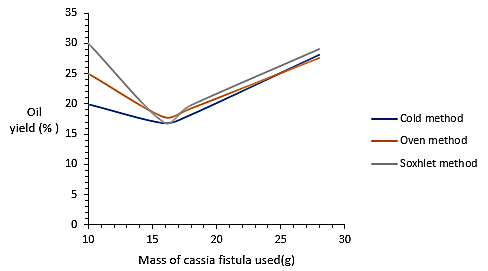 35
30
25
20
15
10
5
0
Oil
yield (% )
10 15 20 25 30
Mass of cassia fistula used(g)
Cold method
Oven method
Soxhlet method